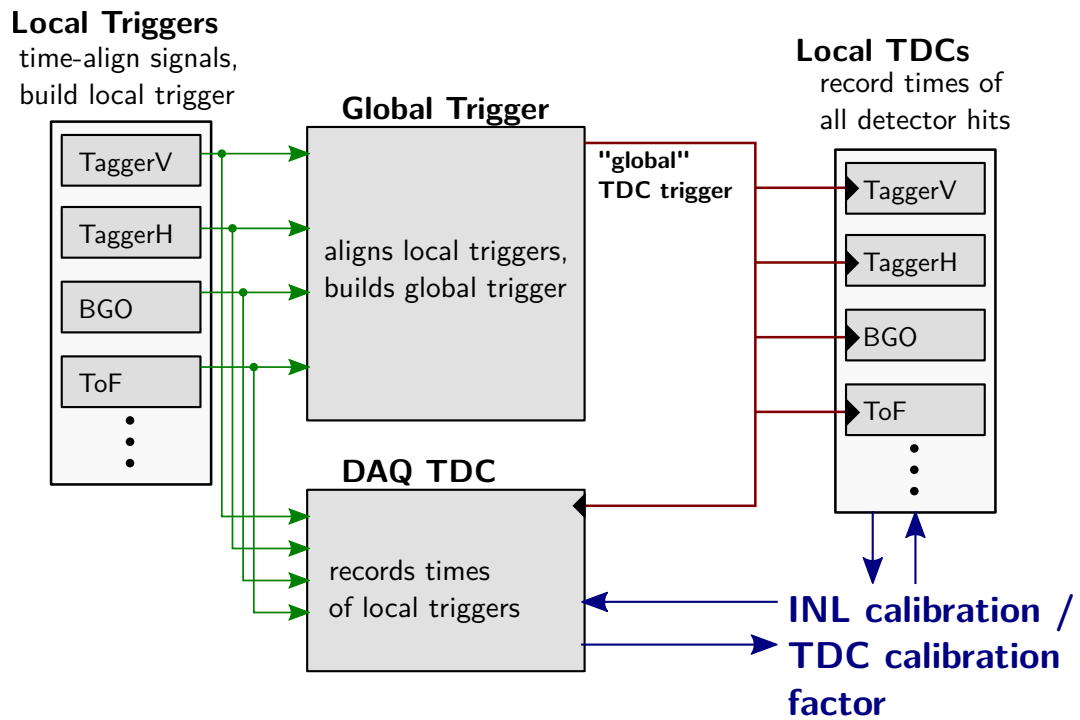 Local Triggers
time-align signals,
build local trigger
TaggerV
TaggerH
BGO
ToF
Global Trigger
aligns local triggers,
builds global trigger
"global"
TDC trigger
DAQ TDC
records times
of local triggers
Local TDCs
record times of
all detector hits
TaggerV
TaggerH
BGO
ToF
INL calibration /
TDC calibration
factor